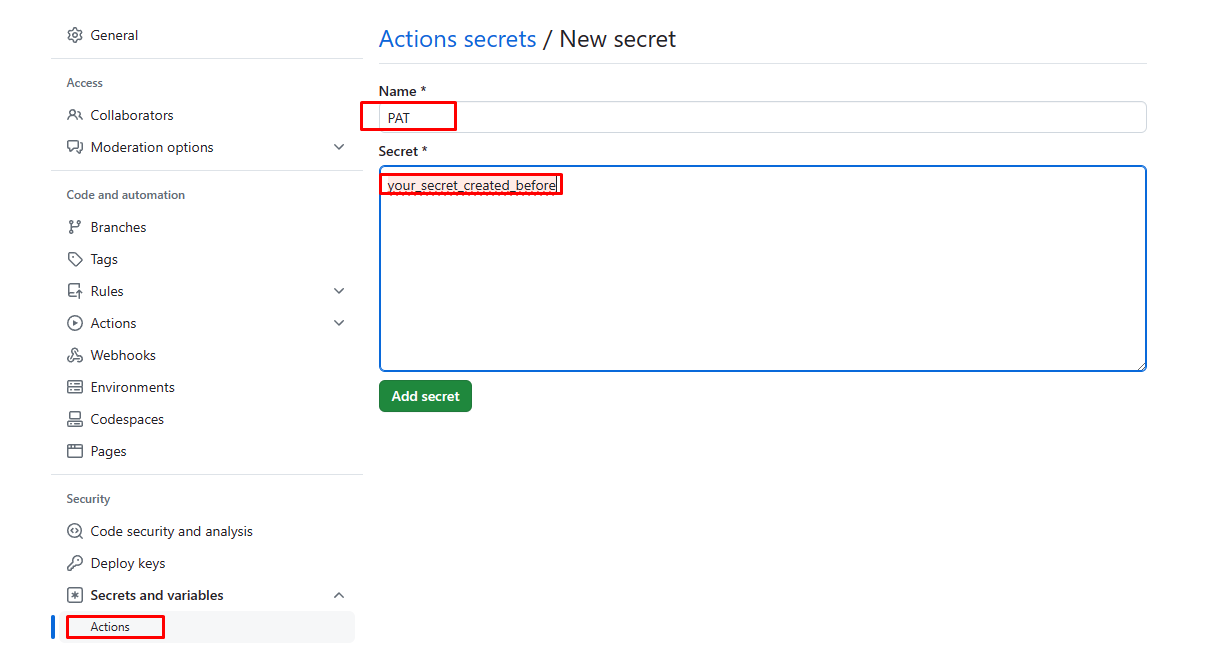 General
Access
Collaborators
Moderation options
Code and automation
Branches
Tags
Rules
Actions
Webhooks
Environments
Codespaces
Pages
Security
Code security and analysis
Deploy keys
Secrets and variables
Actions
Actions secrets / New secret
Name *
PAT
Secret *
your_secret_created_before
Add secret